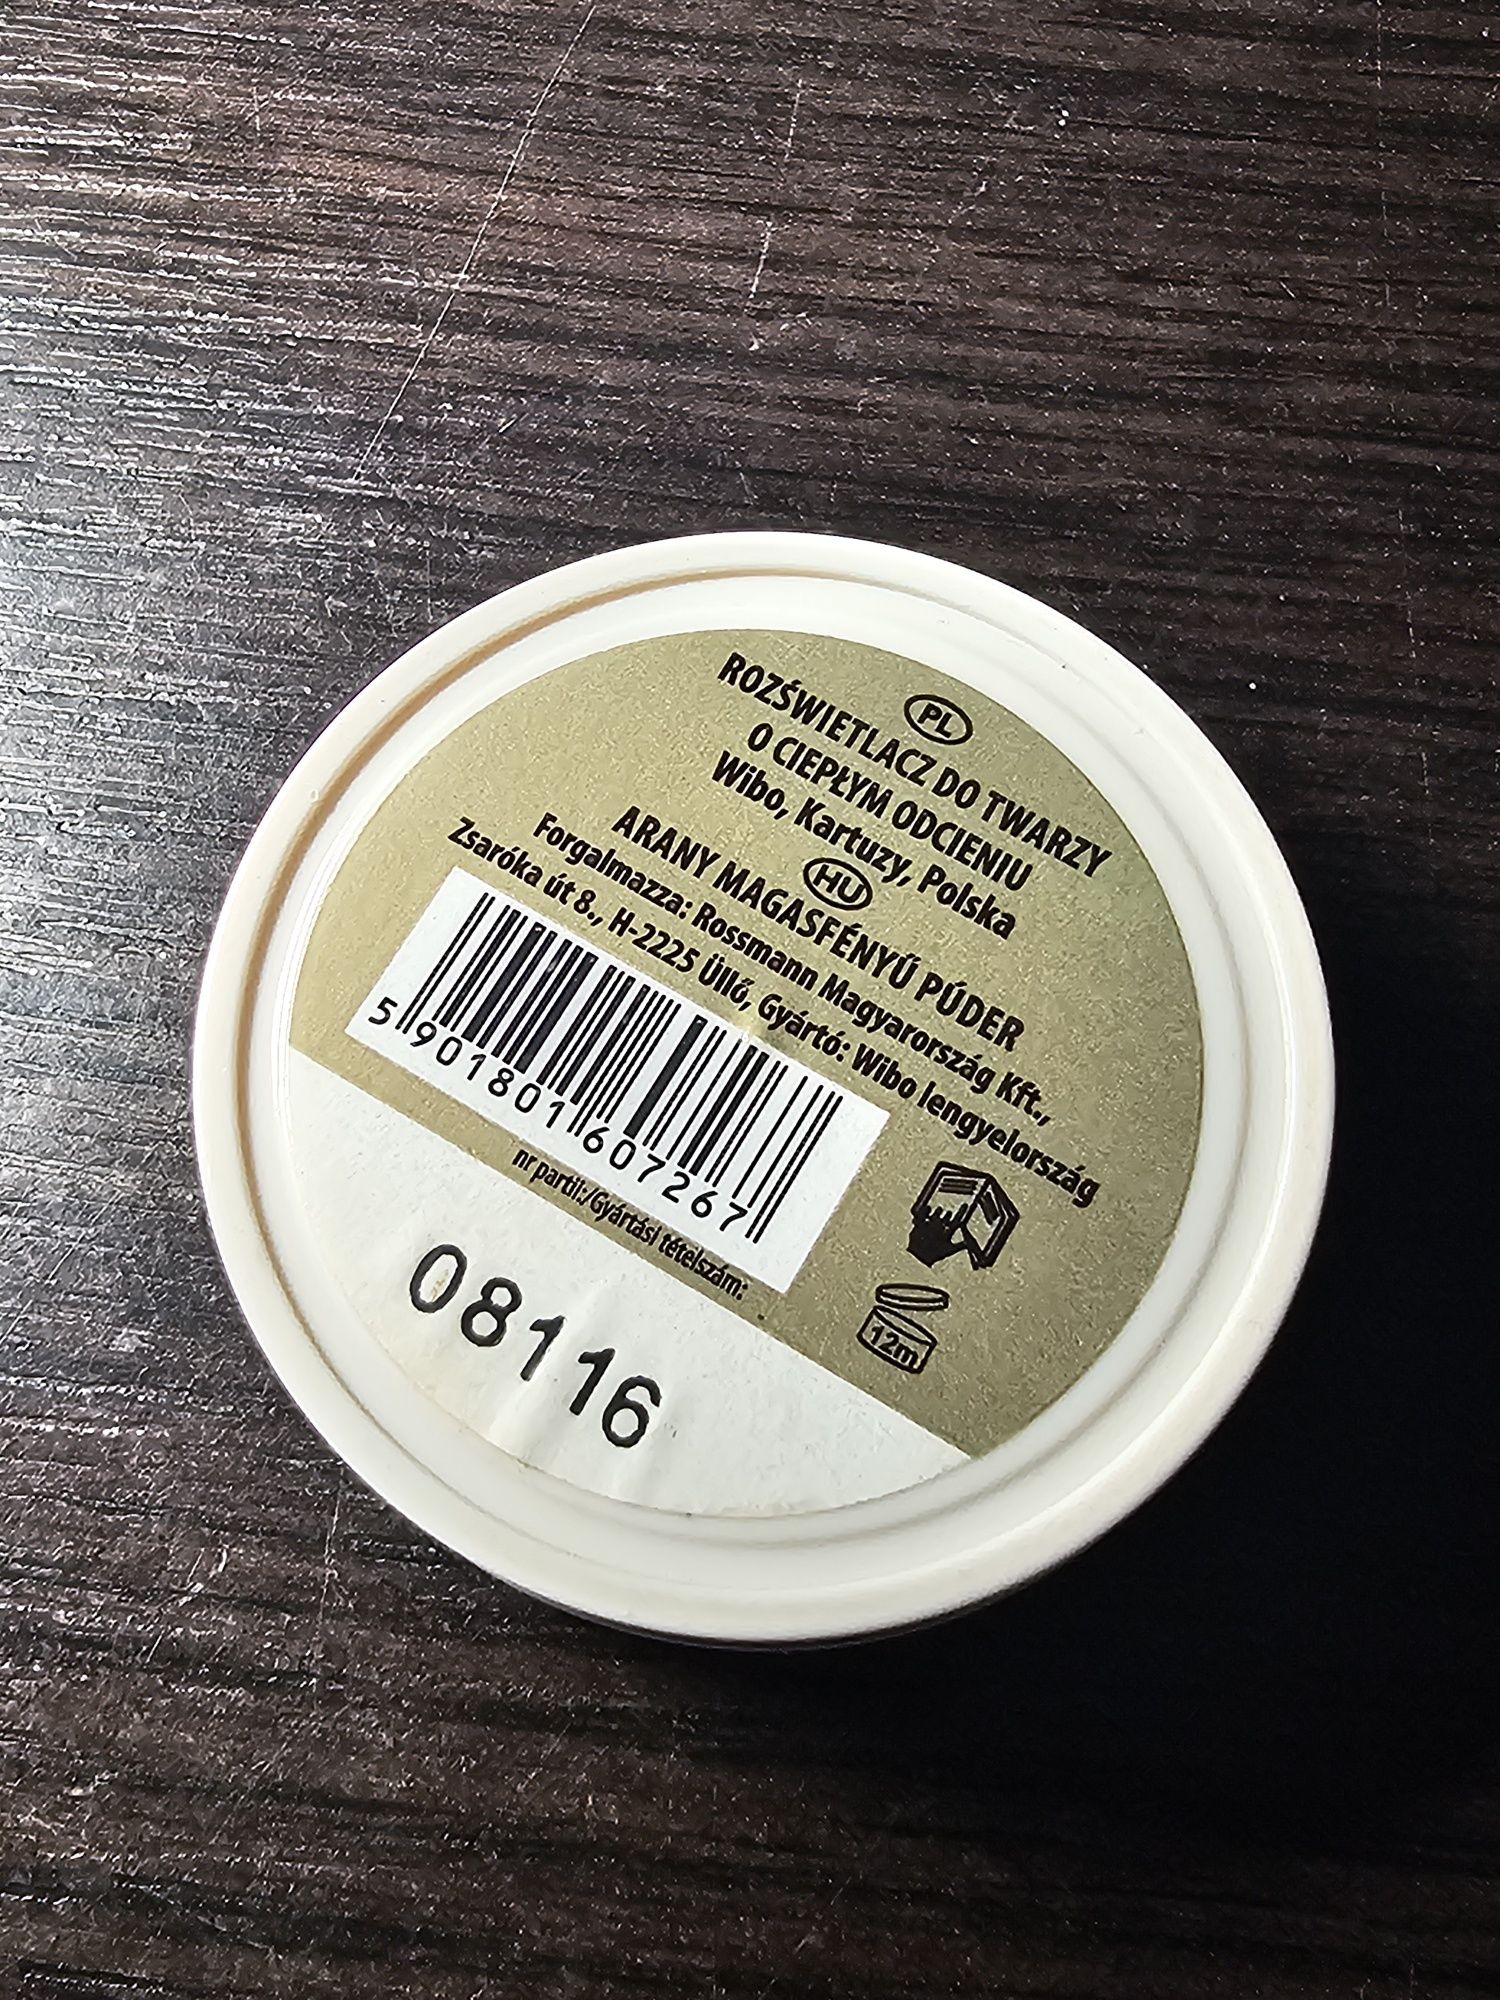 PL
ROZŚWIETLACZ DO TWARZY
O CIEPŁYM ODCIENIU
Wibo, Kartuzy, Polska
HU
ARANY MAGASFÉNYŰ PÚDER
Forgalmazza: Rossmann Magyarország Kft.,
Zsaróka út 8., H-2225 Üllő, Gyártó: Wibo lengyelország
5 901801 607267
nr partii:/Gyártási tételszám:
12m
08116